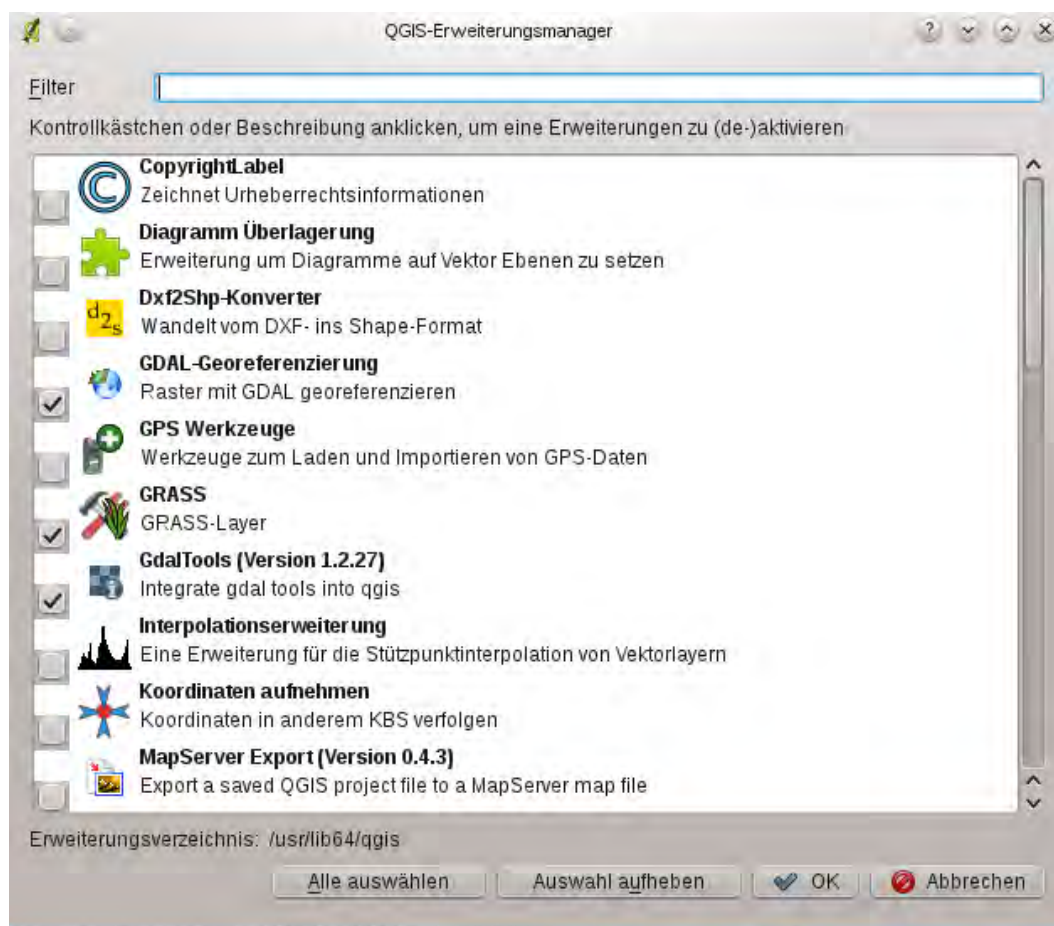 QGIS-Erweiterungsmanager
Filter
Kontrollkästchen oder Beschreibung anklicken, um eine Erweiterungen zu (de-)aktivieren
CopyrightLabel
Zeichnet Urheberrechtsinformationen
Diagramm Überlagerung
Erweiterung um Diagramme auf Vektor Ebenen zu setzen
Dxf2Shp-Konverter
d2s
Wandelt vom DXF- ins Shape-Format
GDAL-Georeferenzierung
Raster mit GDAL georeferenzieren
GPS Werkzeuge
Werkzeuge zum Laden und Importieren von GPS-Daten
GRASS
GRASS-Layer
GdalTools (Version 1.2.27)
Integrate gdal tools into qgis
Interpolationserweiterung
Eine Erweiterung für die Stützpunktinterpolation von Vektorlayern
Koordinaten aufnehmen
Koordinaten in anderem KBS verfolgen
MapServer Export (Version 0.4.3)
Export a saved QGIS project file to a MapServer map file
Erweiterungsverzeichnis: /usr/lib64/qgis
Alle auswählen Auswahl aufheben OK Abbrechen